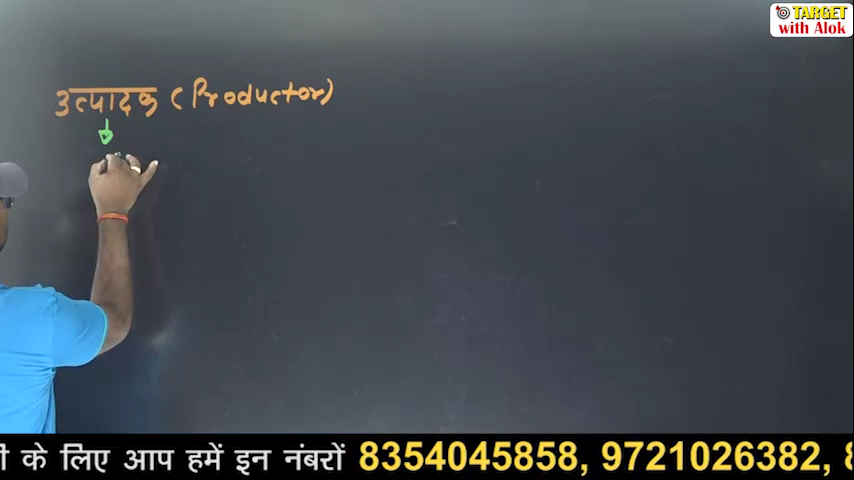 TARGET
with Alok
उत्पादक (Productor)
ी के लिए आप हमें इन नंबरों 8354045858, 9721026382, 8